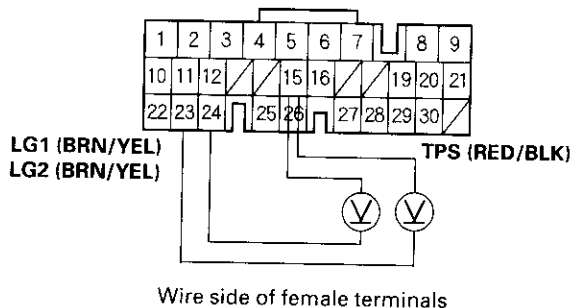 1 2 3 4 5 6 7 8 9
10 11 12 15 16 19 20 21
22 23 24 25 26 27 28 29 30
LG1 (BRN/YEL)
LG2 (BRN/YEL)
TPS (RED/BLK)
V V
Wire side of female terminals